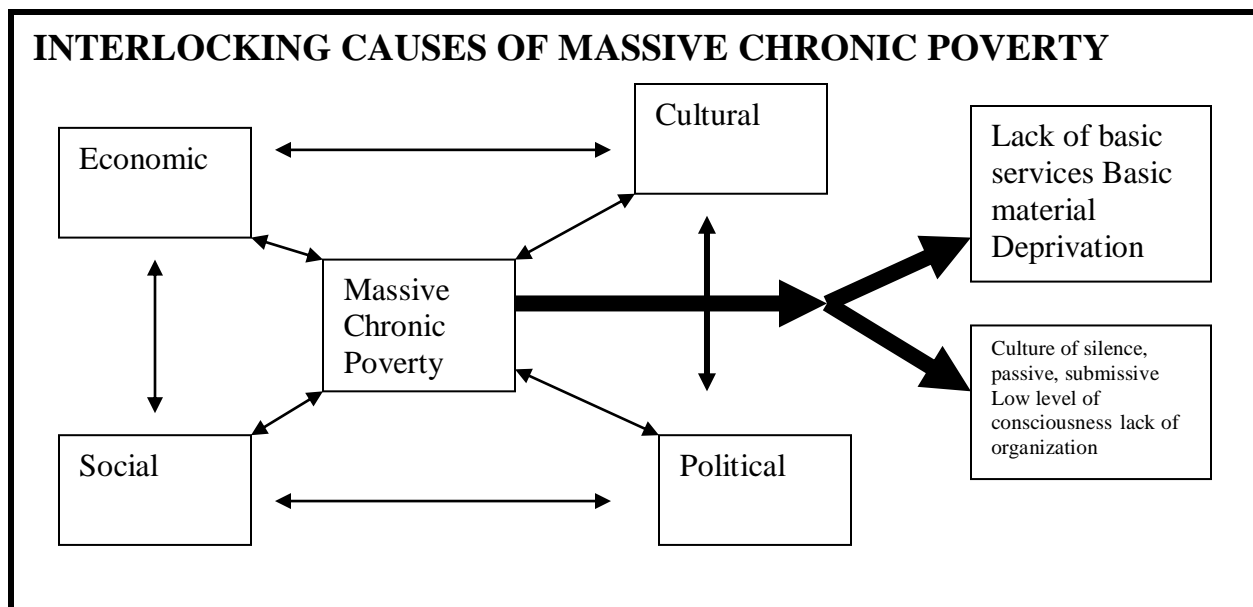 INTERLOCKING CAUSES OF MASSIVE CHRONIC POVERTY
Economic
Cultural
Lack of basic
services Basic
material
Deprivation
Massive
Chronic
Poverty
Culture of silence,
passive, submissive
Low level of
consciousness lack of
organization
Social
Political